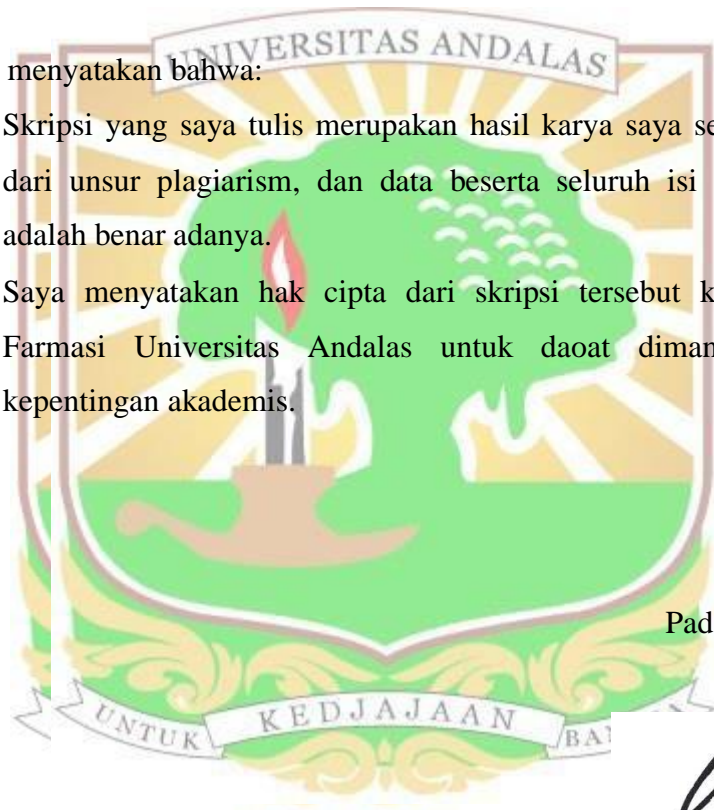 UNIVERSITAS ANDALAS
menyatakan bahwa:
Skripsi yang saya tulis merupakan hasil karya saya se
dari unsur plagiarism, dan data beserta seluruh isi
adalah benar adanya.
Saya menyatakan hak cipta dari skripsi tersebut k
Farmasi Universitas Andalas untuk daoat diman
kepentingan akademis.
Pad
UNTUK KEDJAJAAN BA